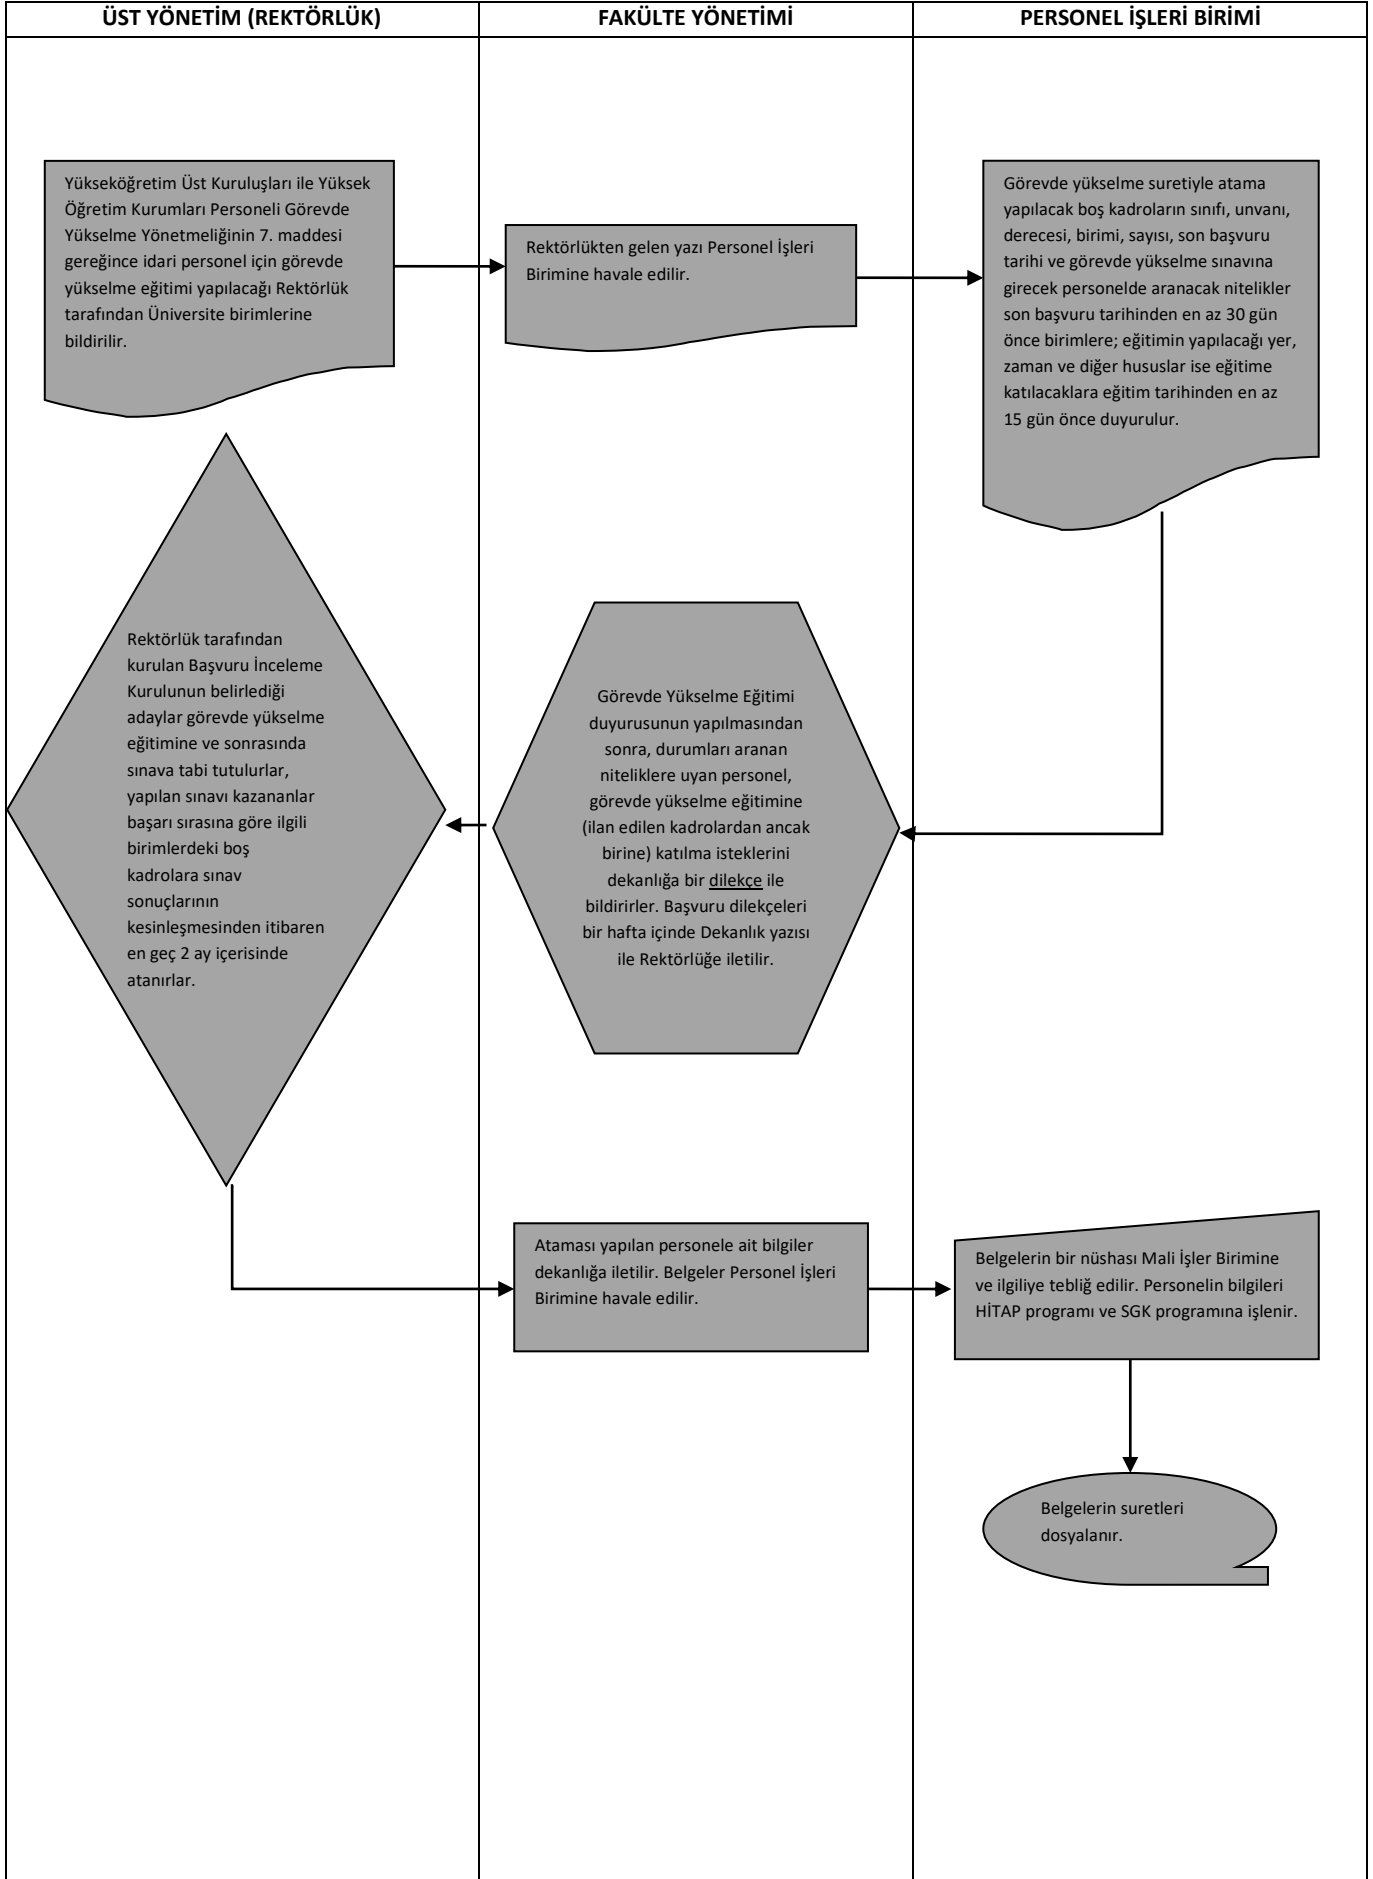 ÜST YÖNETİM (REKTÖRLÜK)
FAKÜLTE YÖNETİMİ
PERSONEL İŞLERİ BİRİMİ
Yükseköğretim Üst Kuruluşları ile Yüksek
Öğretim Kurumları Personeli Görevde
Yükselme Yönetmeliğinin 7. maddesi
gereğince idari personel için görevde
yükselme eğitimi yapılacağı Rektörlük
tarafından Üniversite birimlerine
bildirilir.
Rektörlükten gelen yazı Personel İşleri
Birimine havale edilir.
Görevde yükselme suretiyle atama
yapılacak boş kadroların sınıfı, unvanı,
derecesi, birimi, sayısı, son başvuru
tarihi ve görevde yükselme sınavına
girecek personelde aranacak nitelikler
son başvuru tarihinden en az 30 gün
önce birimlere; eğitimin yapılacağı yer,
zaman ve diğer hususlar ise eğitime
katılacaklara eğitim tarihinden en az
15 gün önce duyurulur.
Görevde Yükselme Eğitimi
duyurusunun yapılmasından
sonra, durumları aranan
niteliklere uyan personel,
görevde yükselme eğitimine
(ilan edilen kadrolardan ancak
birine) katılma isteklerini
dekanlığa bir dilekçe ile
bildirirler. Başvuru dilekçeleri
bir hafta içinde Dekanlık yazısı
ile Rektörlüğe iletilir.
Rektörlük tarafından
kurulan Başvuru İnceleme
Kurulunun belirlediği
adaylar görevde yükselme
eğitimine ve sonrasında
sınava tabi tutulurlar,
yapılan sınavı kazananlar
başarı sırasına göre ilgili
birimlerdeki boş
kadrolara sınav
sonuçlarının
kesinleşmesinden itibaren
en geç 2 ay içerisinde
atanırlar.
Ataması yapılan personele ait bilgiler
dekanlığa iletilir. Belgeler Personel İşleri
Birimine havale edilir.
Belgelerin bir nüshası Mali İşler Birimine
ve ilgiliye tebliğ edilir. Personelin bilgileri
HİTAP programı ve SGK programına işlenir.
Belgelerin suretleri
dosyalanır.